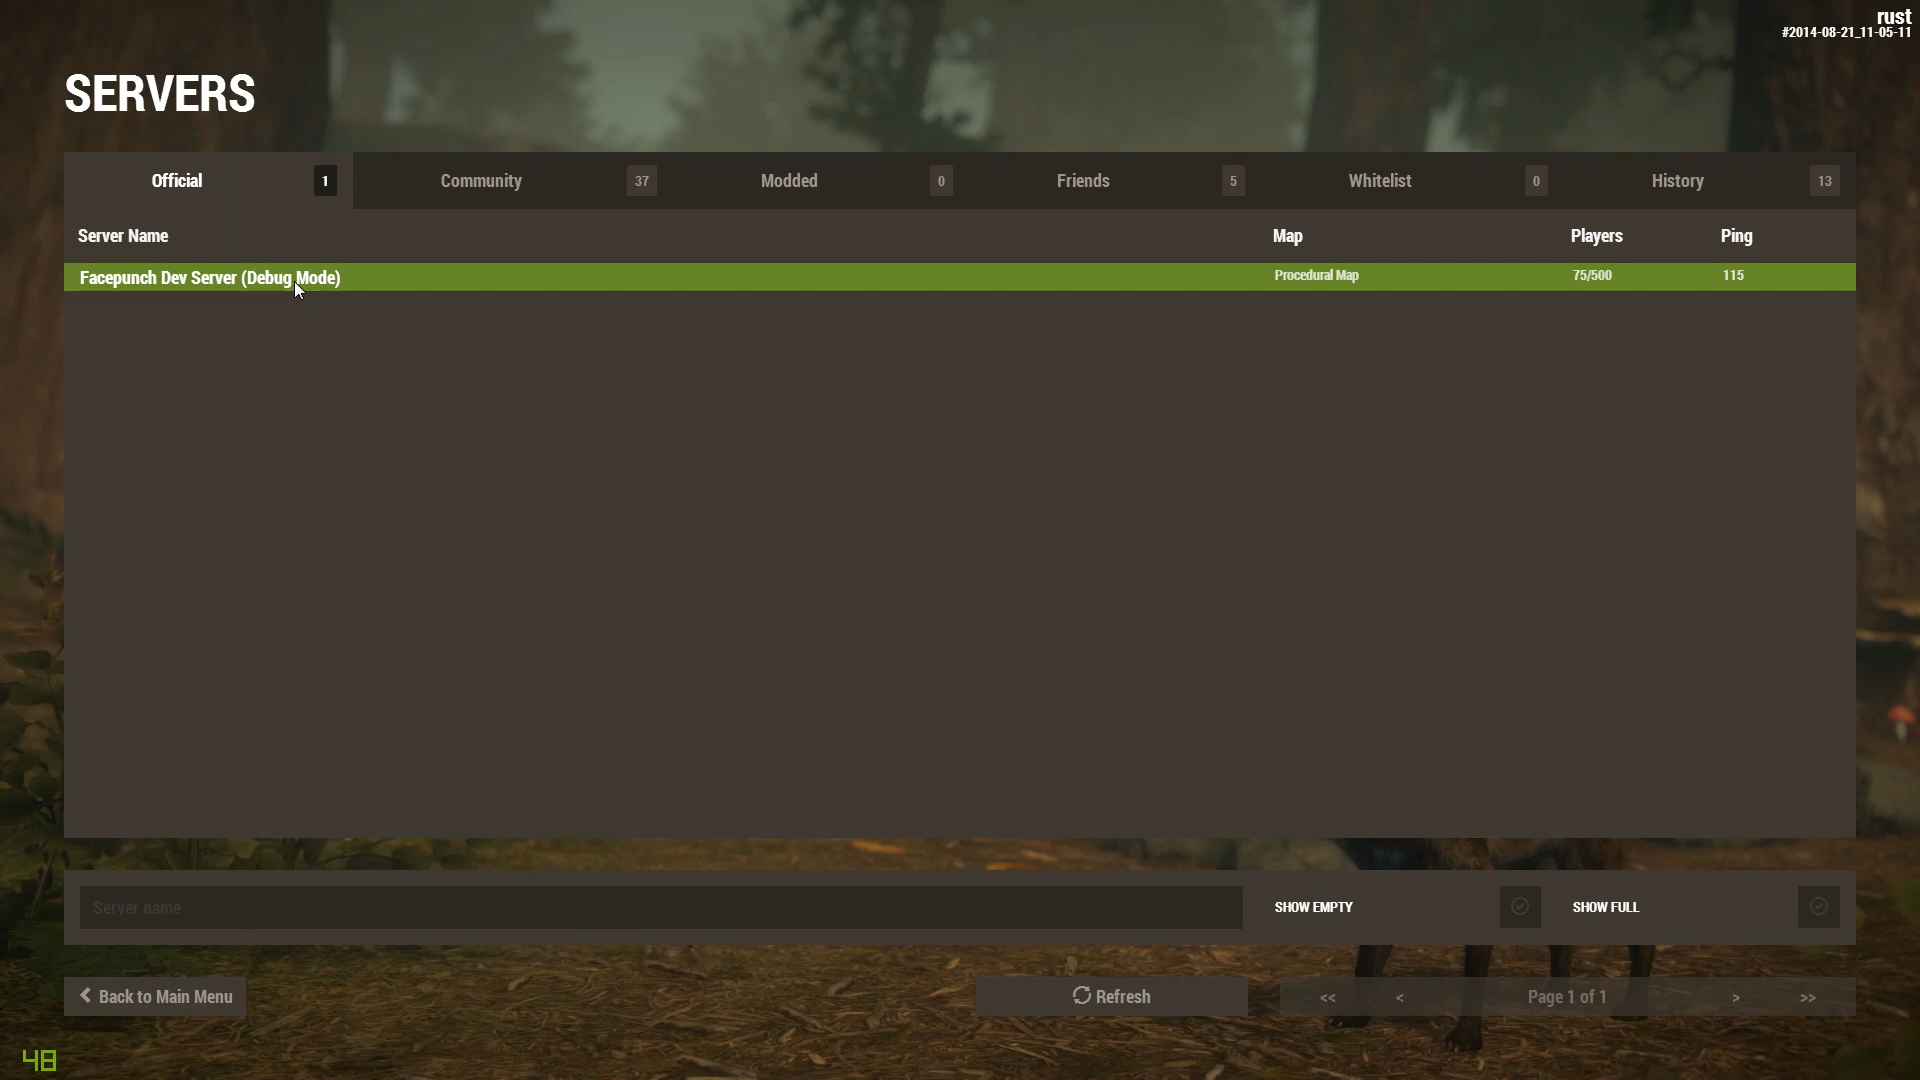 rust
#2014-08-21_11-05-11
SERVERS
Official 1 Community 37 Modded 0 Friends 5 Whitelist 0 History 13
Server Name Map Players Ping
Facepunch Dev Server (Debug Mode) Procedural Map 75/500 115
Server name SHOW EMPTY SHOW FULL
Back to Main Menu Refresh << < Page 1 of 1 > >>
48